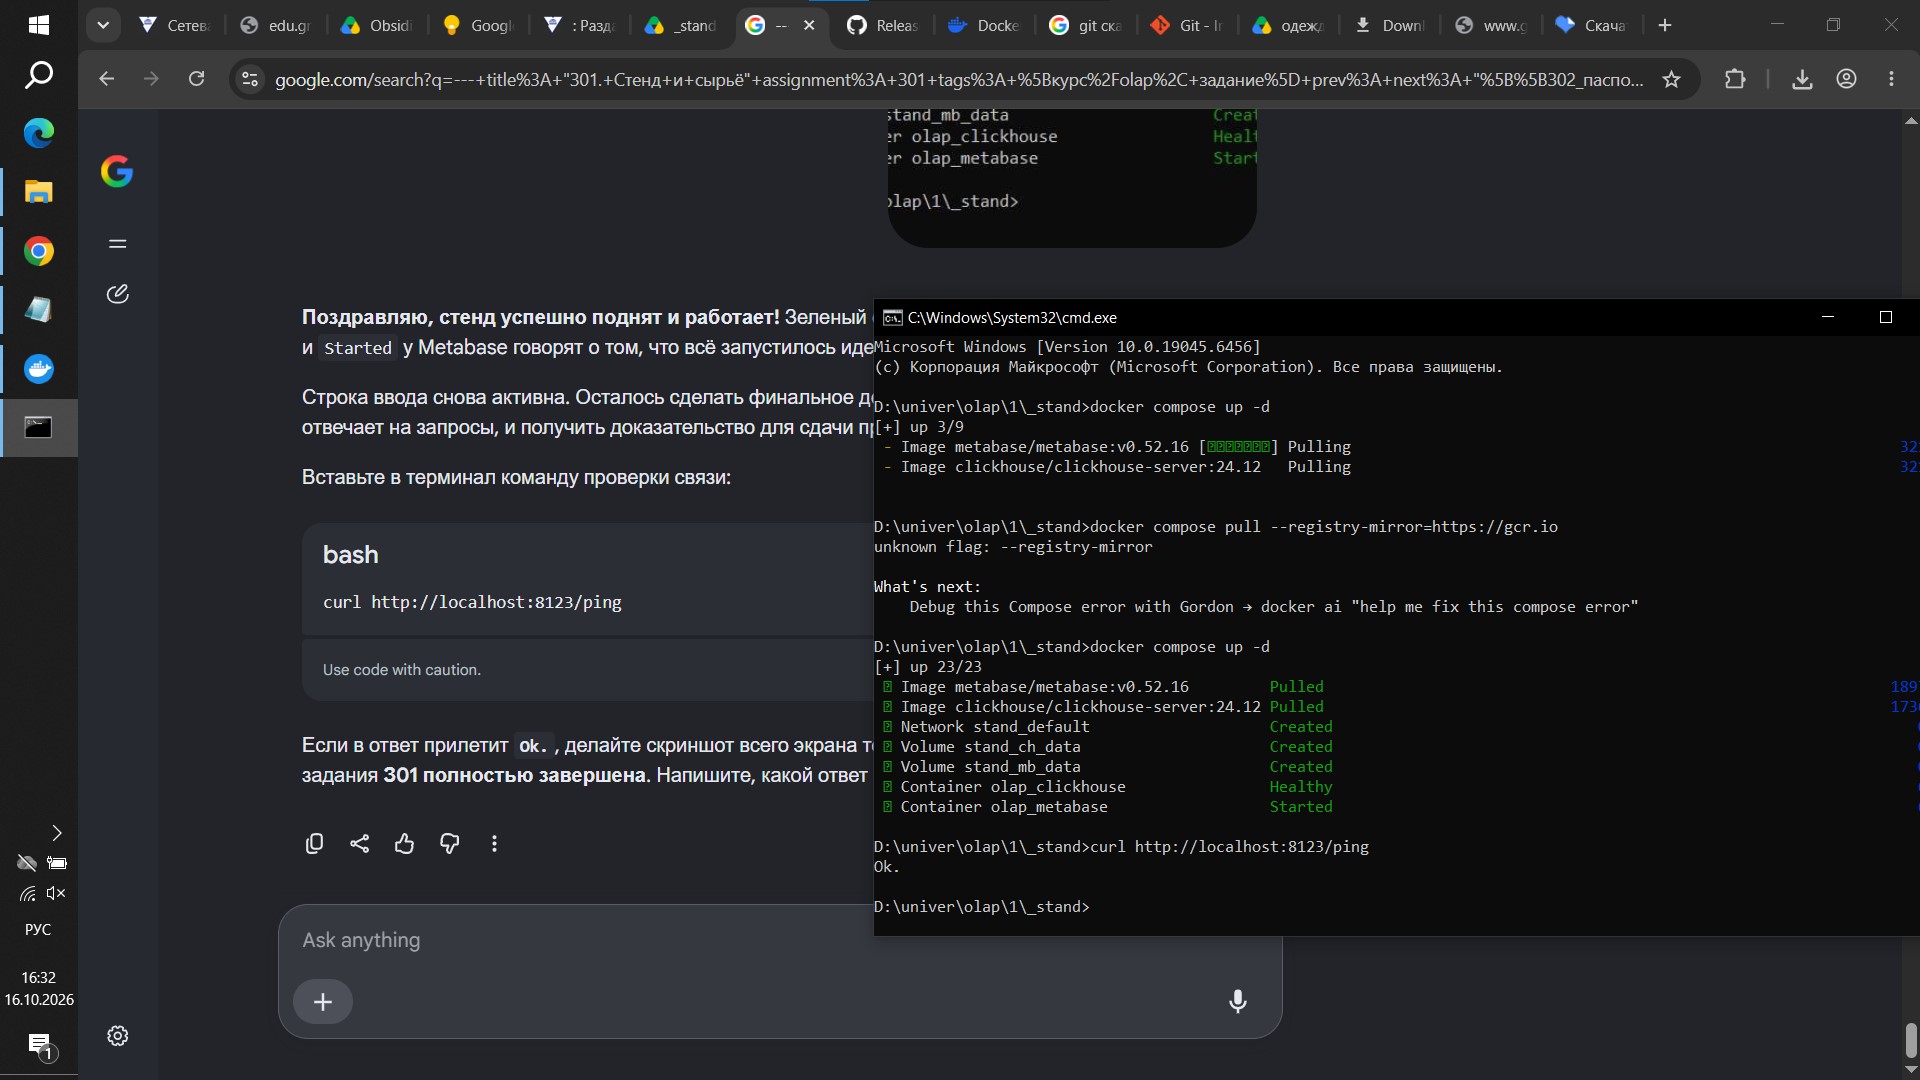 Сетев
edu.gr
Obsidi
Googl
: Разда
_stand
--
Releas
Docke
git ска
Git - Ir
одежд
Downl
www.g
Скача
google.com/search?q=---+title%3A+"301.+Стенд+и+сырьё"+assignment%3A+301+tags%3A+%5Bкурс%2Folap%2C+задание%5D+prev%3A+next%3A+"%5B%5B302_паспо...
stand_mb_data Creat
er olap_clickhouse Healt
er olap_metabase Start
olap\1\_stand>
Поздравляю, стенд успешно поднят и работает! Зеленый
и Started у Metabase говорят о том, что всё запустилось иде
Строка ввода снова активна. Осталось сделать финальное д
отвечает на запросы, и получить доказательство для сдачи п
Вставьте в терминал команду проверки связи:
bash
curl http://localhost:8123/ping
Use code with caution.
Если в ответ прилетит Ok. , делайте скриншот всего экрана т
задания 301 полностью завершена. Напишите, какой ответ
Ask anything
C:\Windows\System32\cmd.exe
Microsoft Windows [Version 10.0.19045.6456]
(c) Корпорация Майкрософт (Microsoft Corporation). Все права защищены.
D:\univer\olap\1\_stand>docker compose up -d
[+] up 3/9
- Image metabase/metabase:v0.52.16 [⍰⍰⍰⍰⍰⍰⍰] Pulling 32
- Image clickhouse/clickhouse-server:24.12 Pulling 32
D:\univer\olap\1\_stand>docker compose pull --registry-mirror=https://gcr.io
unknown flag: --registry-mirror
What's next:
Debug this Compose error with Gordon → docker ai "help me fix this compose error"
D:\univer\olap\1\_stand>docker compose up -d
[+] up 23/23
Image metabase/metabase:v0.52.16 Pulled 189
Image clickhouse/clickhouse-server:24.12 Pulled 173
Network stand_default Created
Volume stand_ch_data Created
Volume stand_mb_data Created
Container olap_clickhouse Healthy
Container olap_metabase Started
D:\univer\olap\1\_stand>curl http://localhost:8123/ping
Ok.
D:\univer\olap\1\_stand>
РУС
16:32
16.10.2026
1